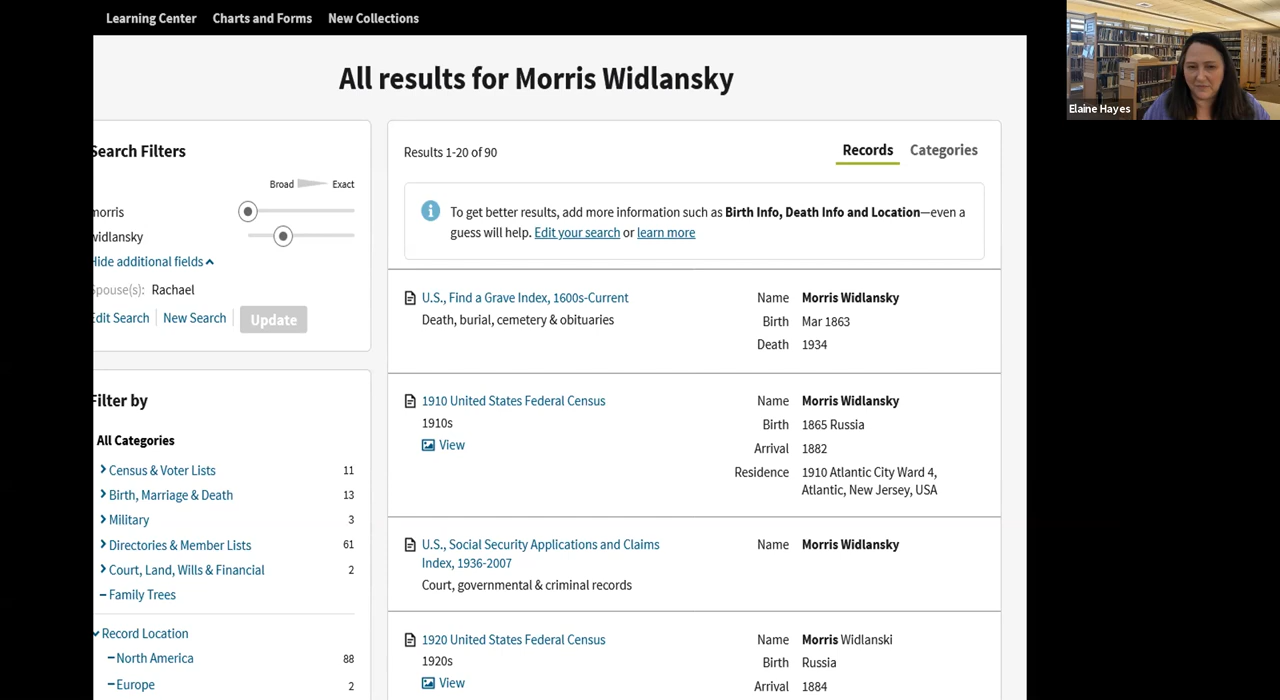 Learning Center Charts and Forms New Collections
Elaine Hayes
All results for Morris Widlansky
Search Filters
Broad Exact
morris
widlansky
Hide additional fields
Spouse(s): Rachael
Edit Search New Search Update
Filter by
All Categories
Census & Voter Lists 11
Birth, Marriage & Death 13
Military 3
Directories & Member Lists 61
Court, Land, Wills & Financial 2
Family Trees
Record Location
North America 88
Europe 2
Results 1-20 of 90
Records Categories
To get better results, add more information such as Birth Info, Death Info and Location—even a
guess will help. Edit your search or learn more
U.S., Find a Grave Index, 1600s-Current
Death, burial, cemetery & obituaries
Name Morris Widlansky
Birth Mar 1863
Death 1934
1910 United States Federal Census
1910s
View
Name Morris Widlansky
Birth 1865 Russia
Arrival 1882
Residence 1910 Atlantic City Ward 4,
Atlantic, New Jersey, USA
U.S., Social Security Applications and Claims
Index, 1936-2007
Court, governmental & criminal records
Name Morris Widlansky
1920 United States Federal Census
1920s
View
Name Morris Widlanski
Birth Russia
Arrival 1884